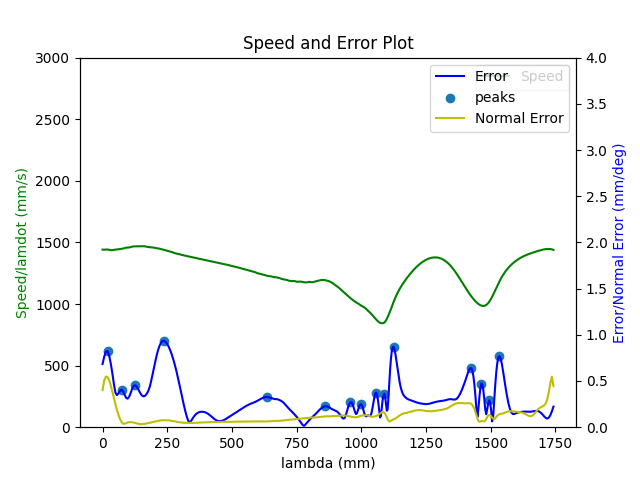 Speed and Error Plot
3000
2500
2000
1500
1000
500
0
Speed/lamdot (mm/s)
4.0
3.5
3.0
2.5
2.0
1.5
1.0
0.5
0.0
Error/Normal Error (mm/deg)
Error
Speed
peaks
Normal Error
0 250 500 750 1000 1250 1500 1750
lambda (mm)